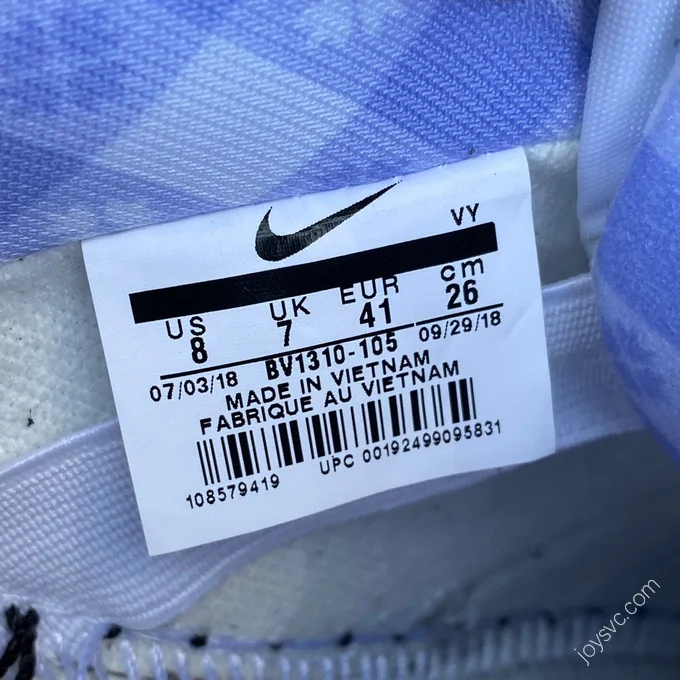 VY
US UK EUR cm
8 7 41 26
07/03/18 BV1310-105 09/29/18
MADE IN VIETNAM
FABRIQUE AU VIETNAM
108579419 UPC 00192499095831
joysvc.com